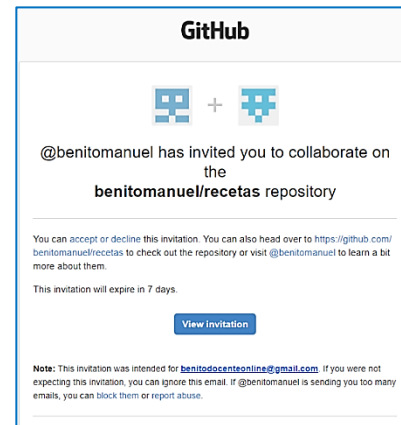 GitHub
+
@benitomanuel has invited you to collaborate on
the
benitomanuel/recetas repository
You can accept or decline this invitation. You can also head over to https://github.com/
benitomanuel/recetas to check out the repository or visit @benitomanuel to learn a bit
more about them.
This invitation will expire in 7 days.
View invitation
Note: This invitation was intended for benitodocenteonline@gmail.com. If you were not
expecting this invitation, you can ignore this email. If @benitomanuel is sending you too many
emails, you can block them or report abuse.